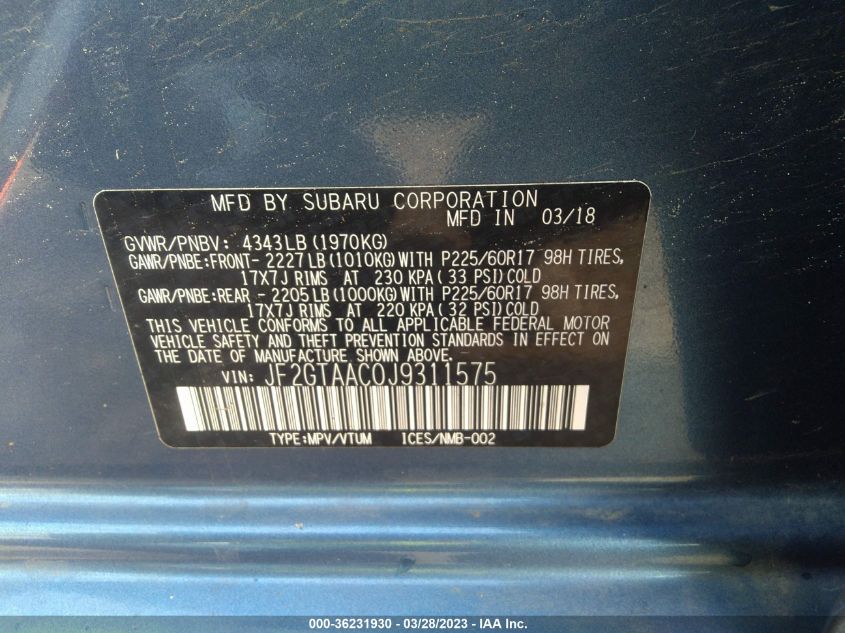 MFD BY SUBARU CORPORATION
MFD IN 03/18
GVWR/PNBV: 4343LB (1970KG)
GAWR/PNBE:FRONT- 2227LB (1010KG) WITH P225/60R17 98H TIRES,
17X7J RIMS AT 230 KPA ( 33 PSI) COLD
GAWR/PNBE:REAR - 2205LB (1000KG) WITH P225/60R17 98H TIRES,
17X7J RIMS AT 220 KPA ( 32 PSI) COLD
THIS VEHICLE CONFORMS TO ALL APPLICABLE FEDERAL MOTOR
VEHICLE SAFETY AND THEFT PREVENTION STANDARDS IN EFFECT ON
THE DATE OF MANUFACTURE SHOWN ABOVE.
VIN: JF2GTAAC0J9311575
TYPE:MPV/VTUM ICES/NMB-002
000-36231930 — 03/28/2023 — IAA Inc.